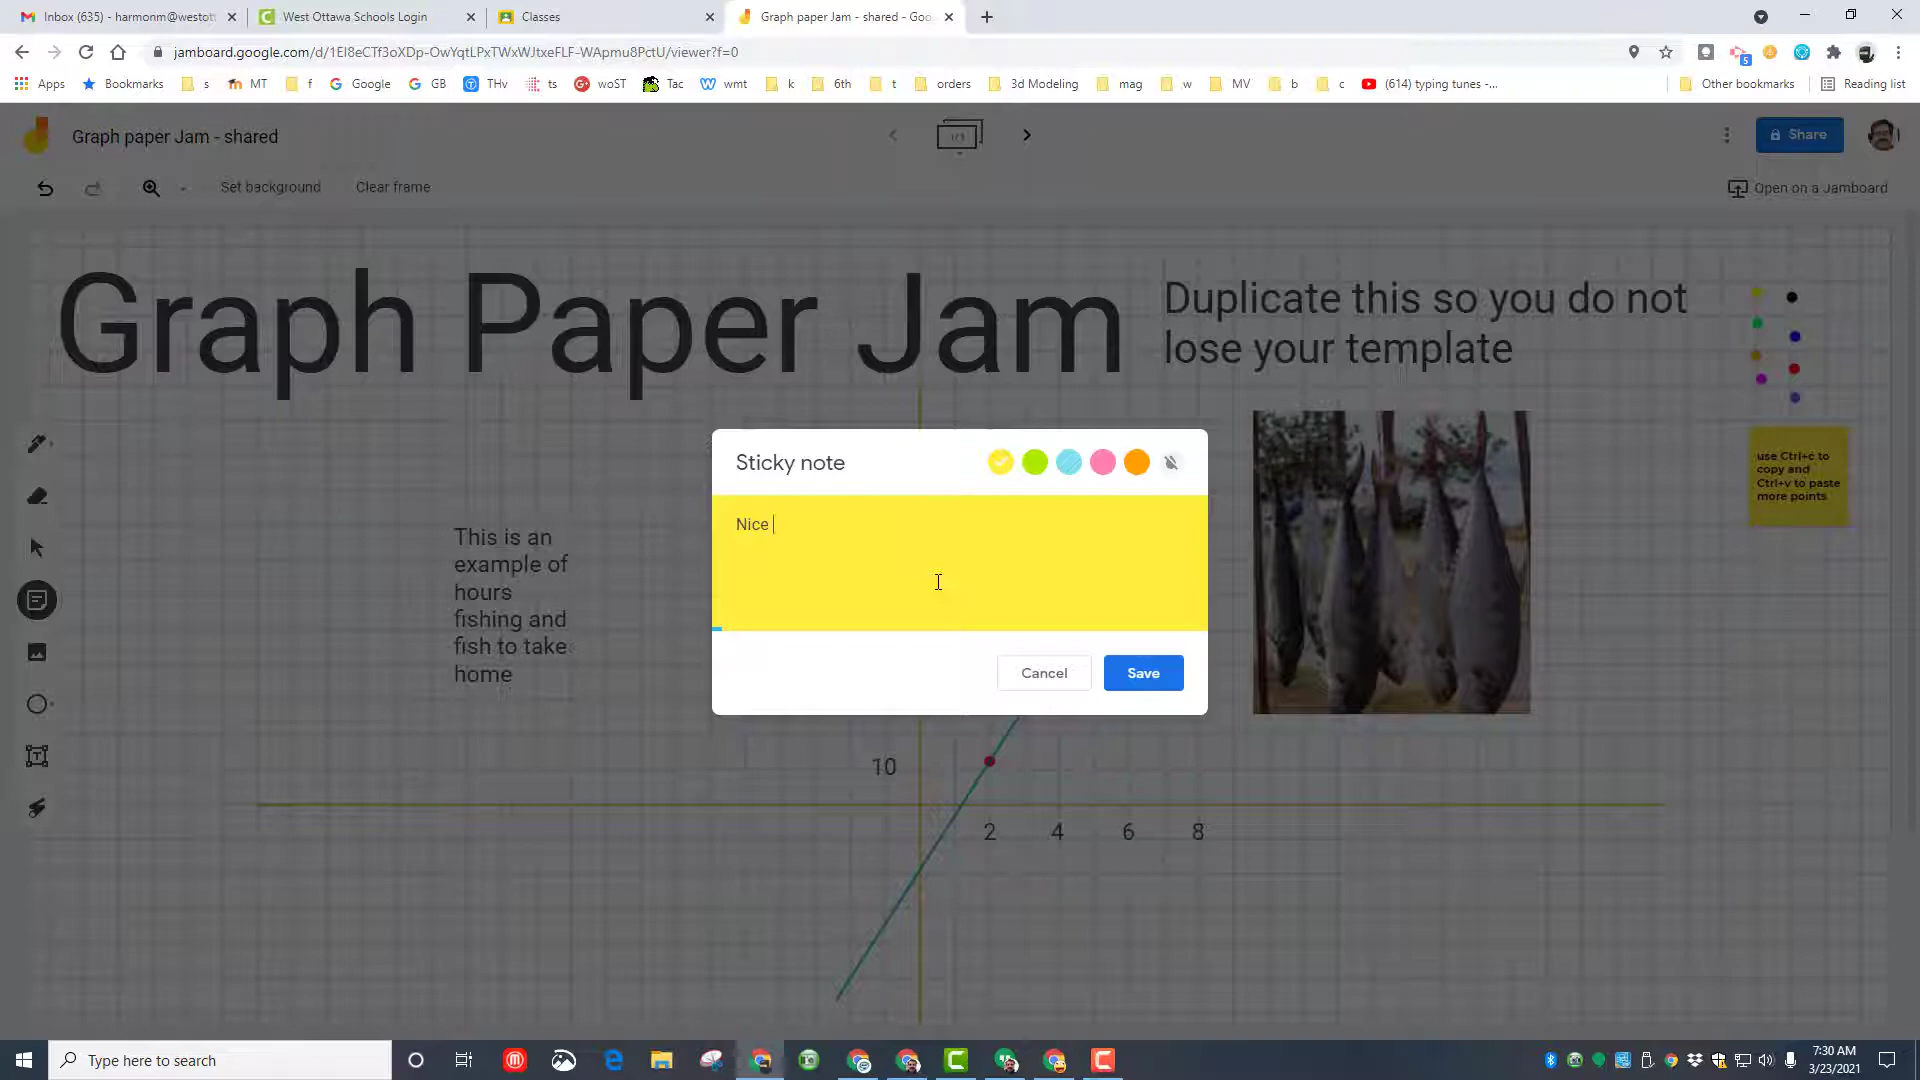 Inbox (635) - harmonm@westott
West Ottawa Schools Login
Classes
Graph paper Jam - shared - Goo
jamboard.google.com/d/1El8eCTf3oXDp-OwYqtLPxTWxWJtxeFLF-WApmu8PctU/viewer?f=0
5
Apps
Bookmarks
s
MT
f
Google
GB
THv
ts
woST
Tac
wmt
k
6th
t
orders
3d Modeling
mag
w
MV
b
c
(614) typing tunes -...
Other bookmarks
Reading list
Graph paper Jam - shared
Share
Set background
Clear frame
Open on a Jamboard
Graph Paper Jam
Duplicate this so you do not
lose your template
Sticky note
Nice
Cancel
Save
use Ctrl+c to
copy and
Ctrl+v to paste
more points
This is an
example of
hours
fishing and
fish to take
home
10
2
4
6
8
Type here to search
7:30 AM
3/23/2021